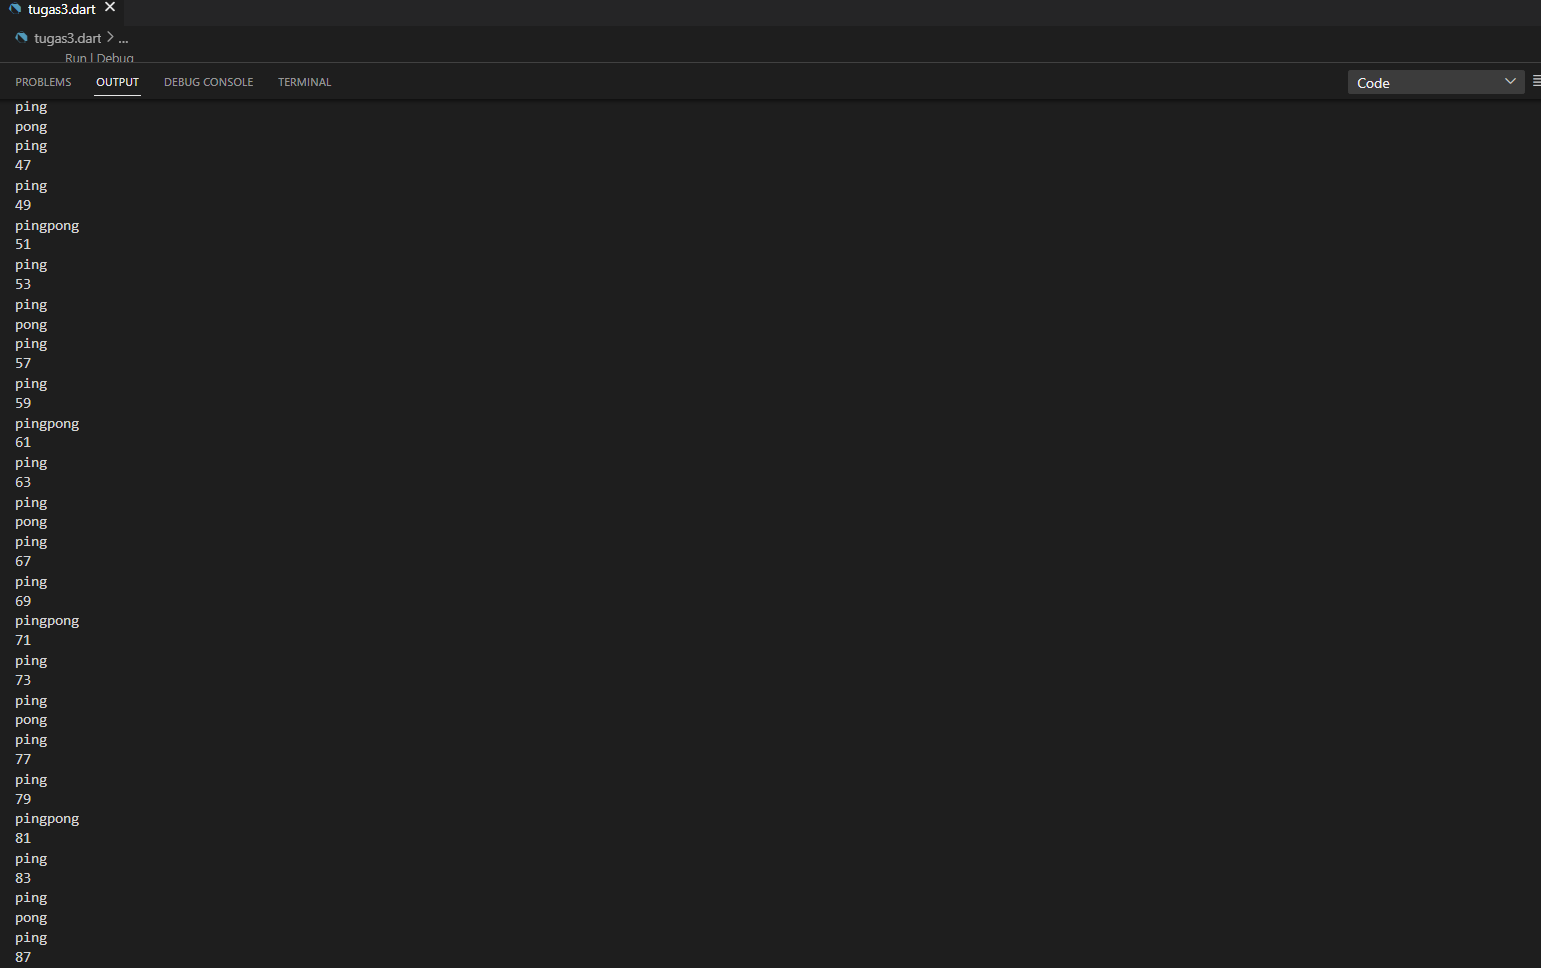 tugas3.dart
tugas3.dart > ...
Run | Debug
PROBLEMS OUTPUT DEBUG CONSOLE TERMINAL Code
ping
pong
ping
47
ping
49
pingpong
51
ping
53
ping
pong
ping
57
ping
59
pingpong
61
ping
63
ping
pong
ping
67
ping
69
pingpong
71
ping
73
ping
pong
ping
77
ping
79
pingpong
81
ping
83
ping
pong
ping
87